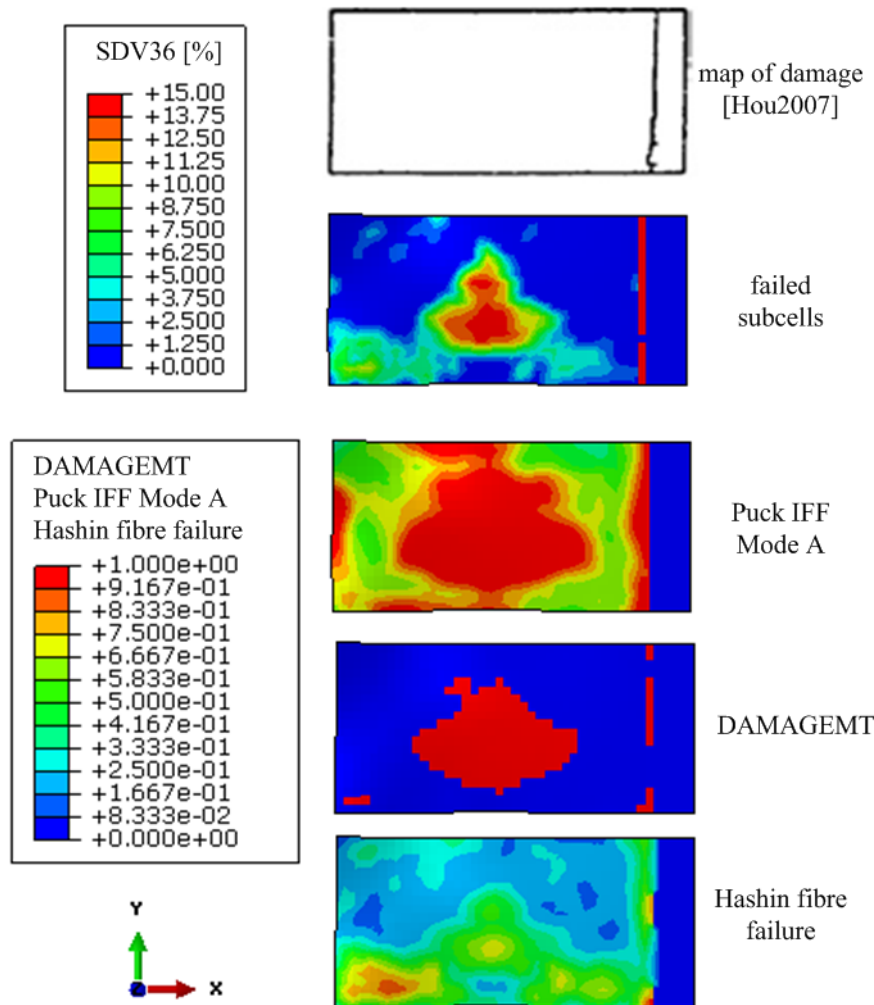 SDV36 [%]
+15.00
+13.75
+12.50
+11.25
+10.00
+8.750
+7.500
+6.250
+5.000
+3.750
+2.500
+1.250
+0.000
map of damage
[Hou2007]
failed
subcells
DAMAGEMT
Puck IFF Mode A
Hashin fibre failure
+1.000e+00
+9.167e-01
+8.333e-01
+7.500e-01
+6.667e-01
+5.833e-01
+5.000e-01
+4.167e-01
+3.333e-01
+2.500e-01
+1.667e-01
+8.333e-02
+0.000e+00
Puck IFF
Mode A
DAMAGEMT
Hashin fibre
failure
Y
Z
X